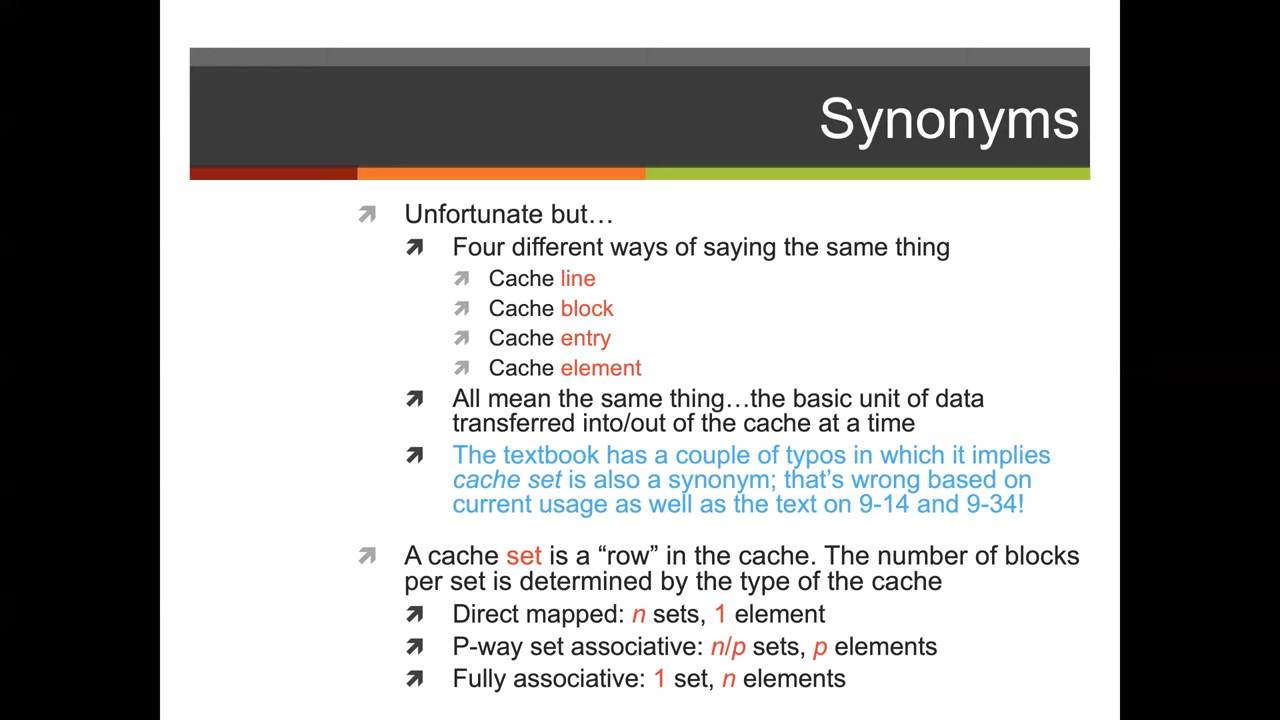 Synonyms
Unfortunate but…
Four different ways of saying the same thing
Cache line
Cache block
Cache entry
Cache element
All mean the same thing…the basic unit of data
transferred into/out of the cache at a time
The textbook has a couple of typos in which it implies
cache set is also a synonym; that’s wrong based on
current usage as well as the text on 9-14 and 9-34!
A cache set is a “row” in the cache. The number of blocks
per set is determined by the type of the cache
Direct mapped: n sets, 1 element
P-way set associative: n/p sets, p elements
Fully associative: 1 set, n elements